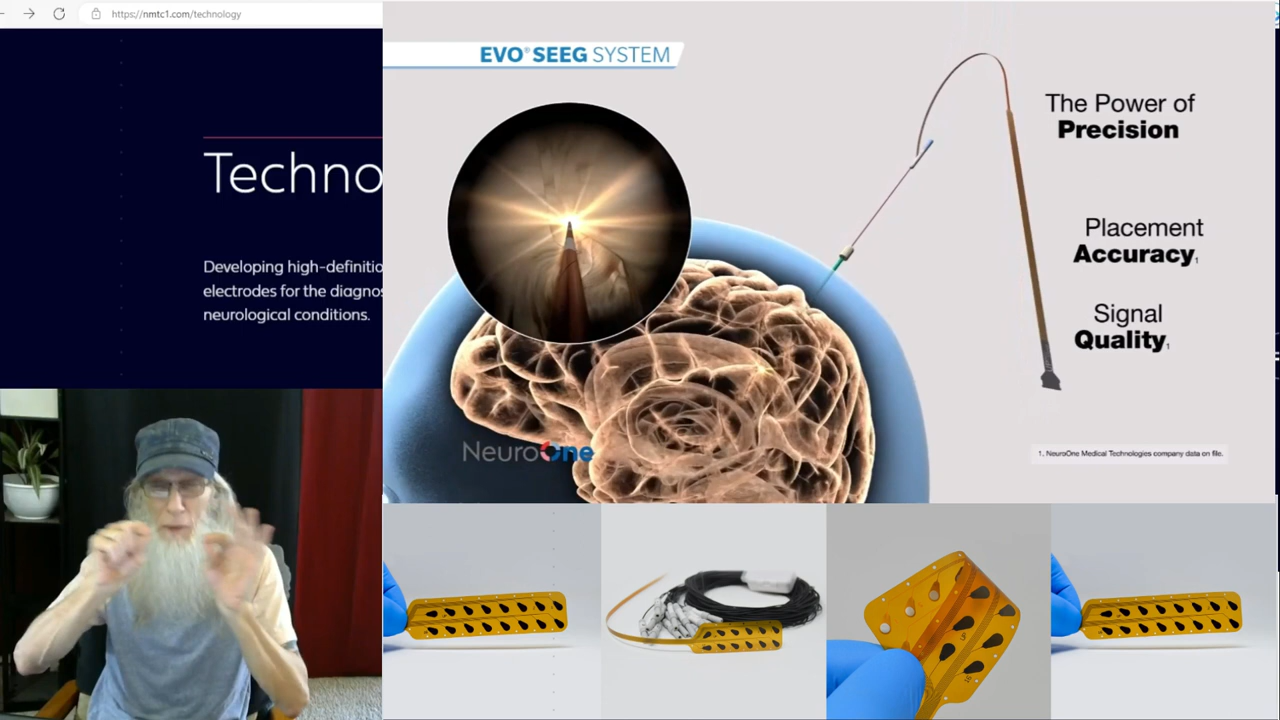 https://nmtc1.com/technology
EVO® SEEG SYSTEM
Techno
Developing high-definitio
electrodes for the diagnos
neurological conditions.
The Power of
Precision
Placement
Accuracy1
Signal
Quality1
NeuroOne
1. NeuroOne Medical Technologies company data on file.